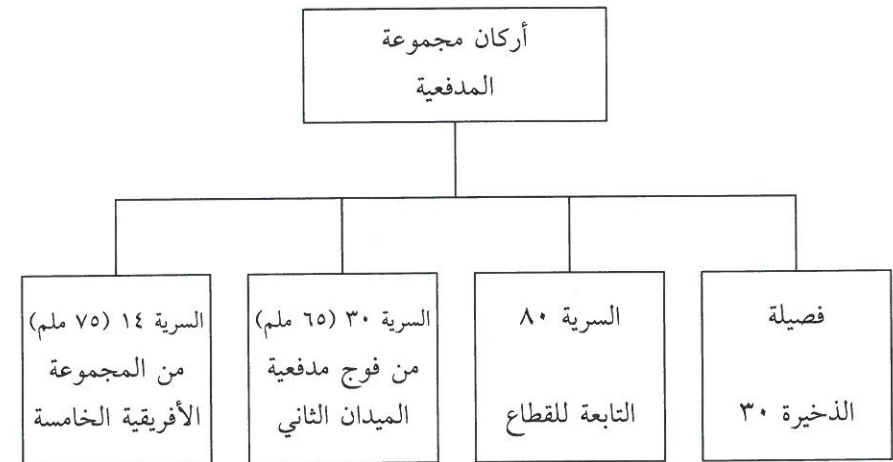 أركان مجموعة
المدفعية
فصيلة
الذخيرة ٣٠
السرية ٨٠
التابعة للقطاع
السرية ٣٠ (٦٥ ملم)
من فوج مدفعية
الميدان الثاني
السرية ١٤ (٧٥ ملم)
من المجموعة
الأفريقية الخامسة